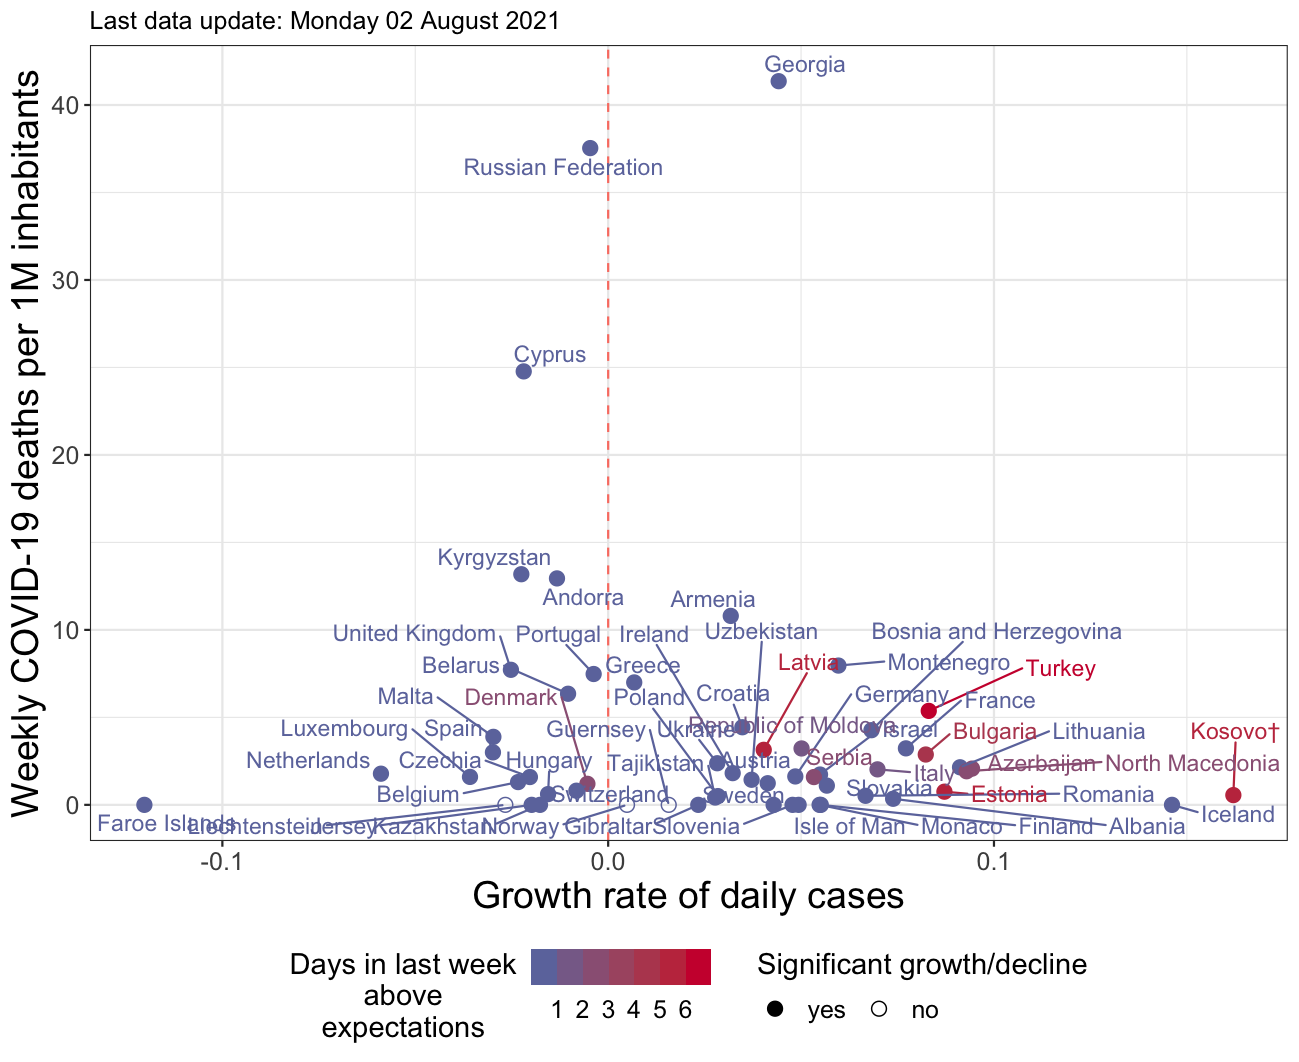 Last data update: Monday 02 August 2021
Weekly COVID-19 deaths per 1M inhabitants
40
30
20
10
0
Georgia
Russian Federation
Cyprus
Kyrgyzstan
Andorra
Armenia
United Kingdom
Portugal
Ireland
Uzbekistan
Bosnia and Herzegovina
Belarus
Greece
Latvia
Montenegro
Turkey
Malta
Denmark
Poland
Croatia
Germany
France
Luxembourg
Spain
Guernsey
Ukraine
Republic of Moldova
Israel
Bulgaria
Lithuania
Kosovo†
Netherlands
Czechia
Hungary
Tajikistan
Austria
Serbia
Italy
Azerbaijan
North Macedonia
Belgium
Switzerland
Sweden
Slovakia
Estonia
Romania
Iceland
Faroe Islands
Liechtenstein
Jersey
Kazakhstan
Norway
Gibraltar
Slovenia
Isle of Man
Monaco
Finland
Albania
-0.1
0.0
0.1
Growth rate of daily cases
Days in last week
above
expectations
1 2 3 4 5 6
Significant growth/decline
yes
no